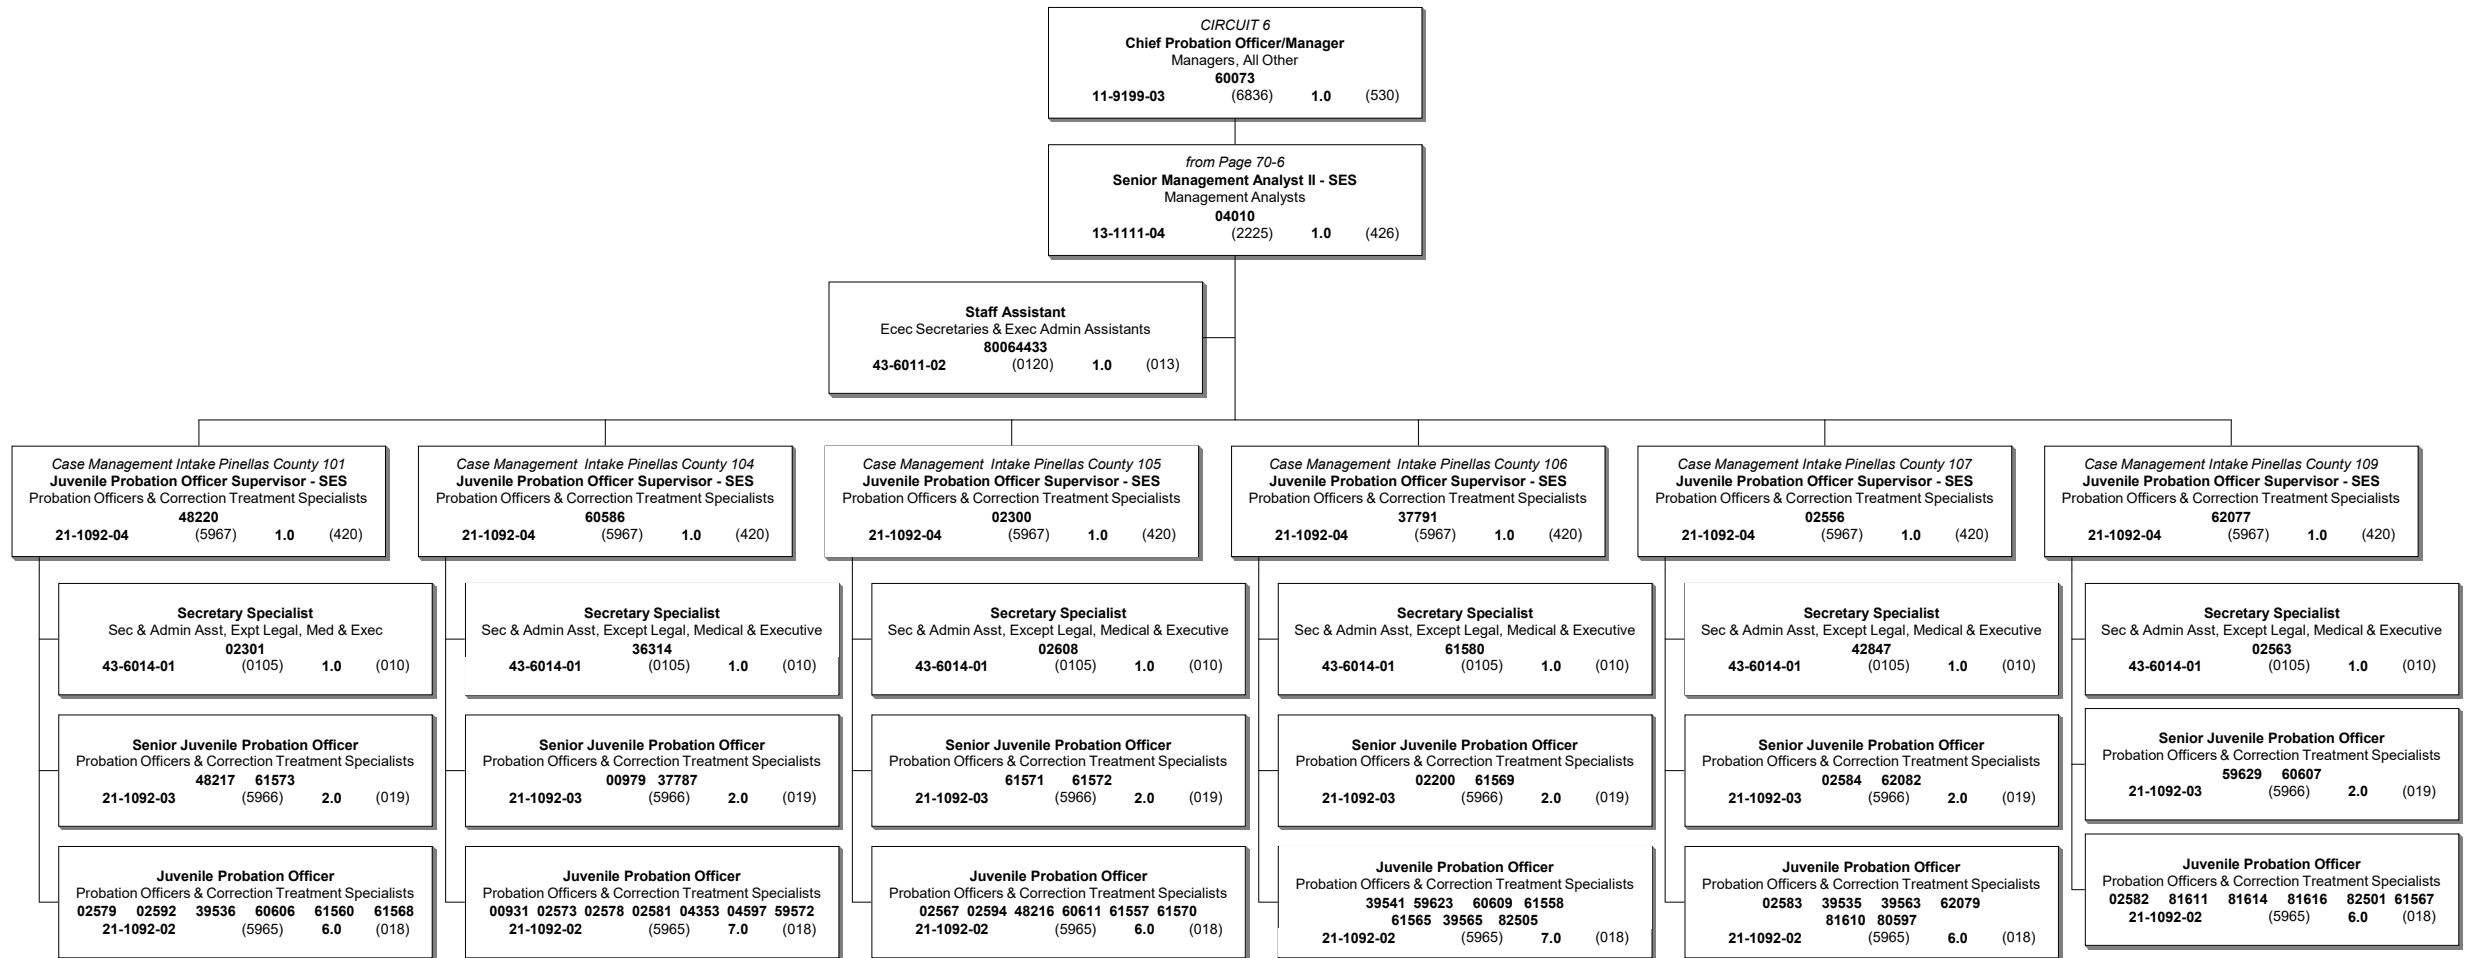 CIRCUIT 6
Chief Probation Officer/Manager
Managers, All Other
60073
11-9199-03 (6836) 1.0 (530)
from Page 70-6
Senior Management Analyst II - SES
Management Analysts
04010
13-1111-04 (2225) 1.0 (426)
Staff Assistant
Ecec Secretaries & Exec Admin Assistants
80064433
43-6011-02 (0120) 1.0 (013)
Case Management Intake Pinellas County 101
Juvenile Probation Officer Supervisor - SES
Probation Officers & Correction Treatment Specialists
48220
21-1092-04 (5967) 1.0 (420)
Secretary Specialist
Sec & Admin Asst, Expt Legal, Med & Exec
02301
43-6014-01 (0105) 1.0 (010)
Senior Juvenile Probation Officer
Probation Officers & Correction Treatment Specialists
48217 61573
21-1092-03 (5966) 2.0 (019)
Juvenile Probation Officer
Probation Officers & Correction Treatment Specialists
02579 02592 39536 60606 61560 61568
21-1092-02 (5965) 6.0 (018)
Case Management Intake Pinellas County 104
Juvenile Probation Officer Supervisor - SES
Probation Officers & Correction Treatment Specialists
60586
21-1092-04 (5967) 1.0 (420)
Secretary Specialist
Sec & Admin Asst, Except Legal, Medical & Executive
36314
43-6014-01 (0105) 1.0 (010)
Senior Juvenile Probation Officer
Probation Officers & Correction Treatment Specialists
00979 37787
21-1092-03 (5966) 2.0 (019)
Juvenile Probation Officer
Probation Officers & Correction Treatment Specialists
00931 02573 02578 02581 04353 04597 59572
21-1092-02 (5965) 7.0 (018)
Case Management Intake Pinellas County 105
Juvenile Probation Officer Supervisor - SES
Probation Officers & Correction Treatment Specialists
02300
21-1092-04 (5967) 1.0 (420)
Secretary Specialist
Sec & Admin Asst, Except Legal, Medical & Executive
02608
43-6014-01 (0105) 1.0 (010)
Senior Juvenile Probation Officer
Probation Officers & Correction Treatment Specialists
61571 61572
21-1092-03 (5966) 2.0 (019)
Juvenile Probation Officer
Probation Officers & Correction Treatment Specialists
02567 02594 48216 60611 61557 61570
21-1092-02 (5965) 6.0 (018)
Case Management Intake Pinellas County 106
Juvenile Probation Officer Supervisor - SES
Probation Officers & Correction Treatment Specialists
37791
21-1092-04 (5967) 1.0 (420)
Secretary Specialist
Sec & Admin Asst, Except Legal, Medical & Executive
61580
43-6014-01 (0105) 1.0 (010)
Senior Juvenile Probation Officer
Probation Officers & Correction Treatment Specialists
02200 61569
21-1092-03 (5966) 2.0 (019)
Juvenile Probation Officer
Probation Officers & Correction Treatment Specialists
39541 59623 60609 61558
61565 39565 82505
21-1092-02 (5965) 7.0 (018)
Case Management Intake Pinellas County 107
Juvenile Probation Officer Supervisor - SES
Probation Officers & Correction Treatment Specialists
02556
21-1092-04 (5967) 1.0 (420)
Secretary Specialist
Sec & Admin Asst, Except Legal, Medical & Executive
42847
43-6014-01 (0105) 1.0 (010)
Senior Juvenile Probation Officer
Probation Officers & Correction Treatment Specialists
02584 62082
21-1092-03 (5966) 2.0 (019)
Juvenile Probation Officer
Probation Officers & Correction Treatment Specialists
02583 39535 39563 62079
81610 80597
21-1092-02 (5965) 6.0 (018)
Case Management Intake Pinellas County 109
Juvenile Probation Officer Supervisor - SES
Probation Officers & Correction Treatment Specialists
62077
21-1092-04 (5967) 1.0 (420)
Secretary Specialist
Sec & Admin Asst, Except Legal, Medical & Executive
02563
43-6014-01 (0105) 1.0 (010)
Senior Juvenile Probation Officer
Probation Officers & Correction Treatment Specialists
59629 60607
21-1092-03 (5966) 2.0 (019)
Juvenile Probation Officer
Probation Officers & Correction Treatment Specialists
02582 81611 81614 81616 82501 61567
21-1092-02 (5965) 6.0 (018)